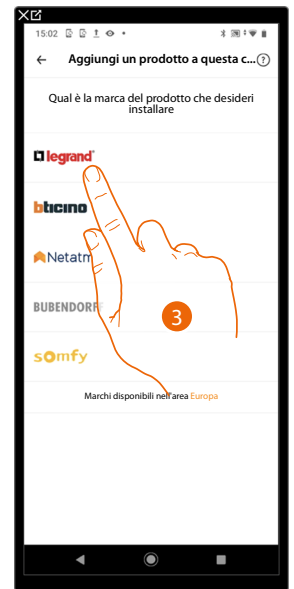 15:02
Aggiungi un prodotto a questa c...
?
Qual è la marca del prodotto che desideri
installare
legrand
bticino
Netatm
BUBENDORFF
3
somfy
Marchi disponibili nell'area Europa